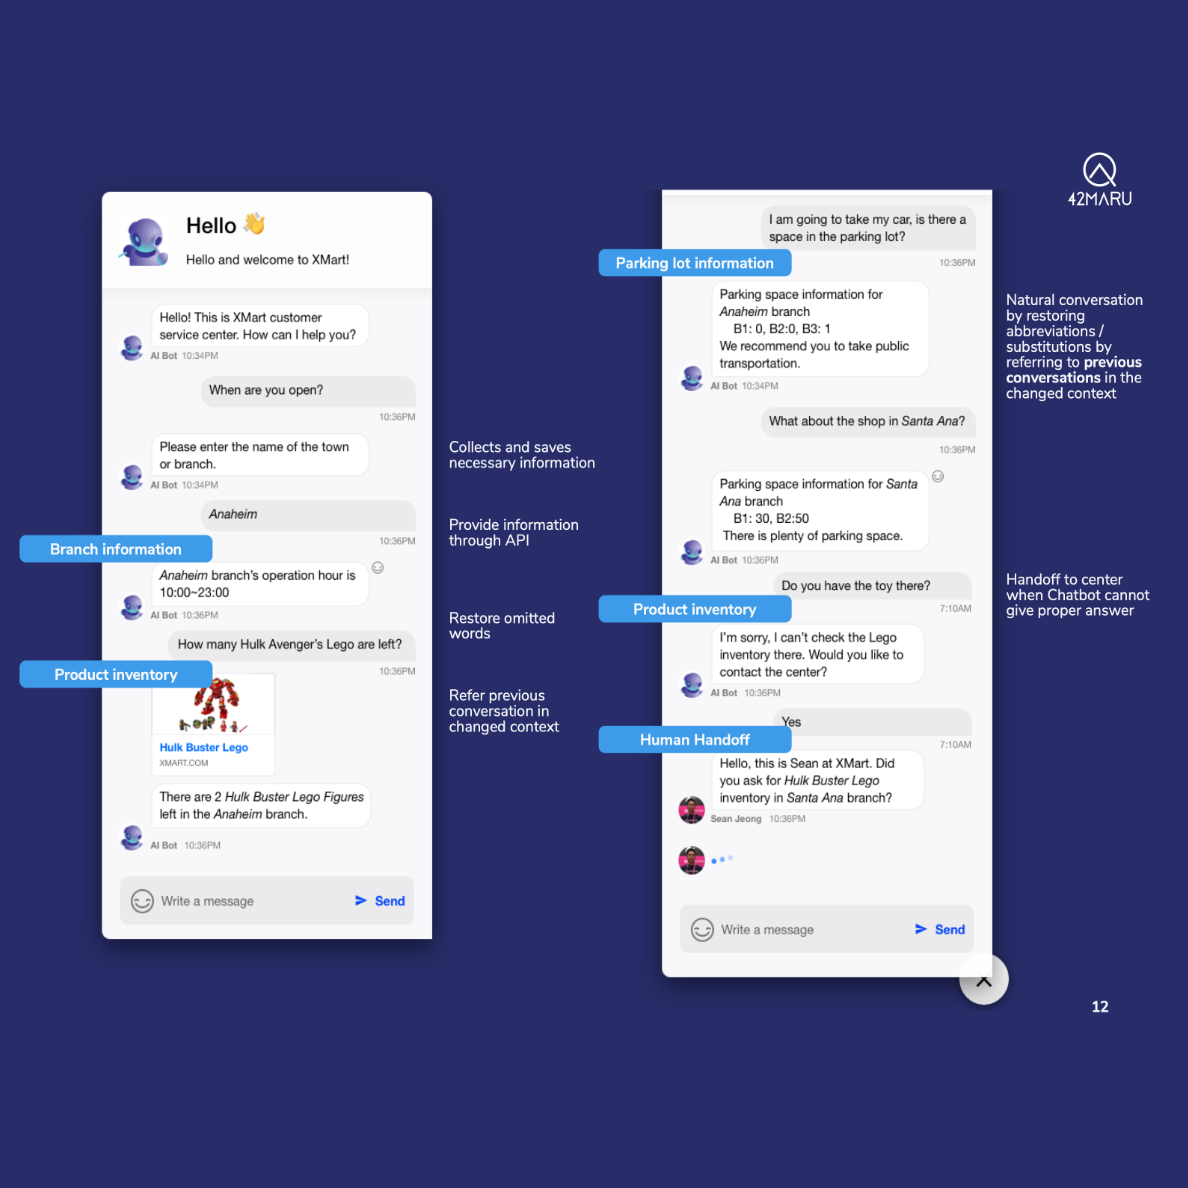 42MARU
Hello 👋
Hello and welcome to XMart!
Hello! This is XMart customer
service center. How can I help you?
AI Bot 10:34PM
When are you open?
10:36PM
Please enter the name of the town
or branch.
AI Bot 10:34PM
Anaheim
10:36PM
Branch information
Anaheim branch's operation hour is
10:00~23:00
AI Bot 10:36PM
How many Hulk Avenger's Lego are left?
10:36PM
Product inventory
Hulk Buster Lego
XMART.COM
There are 2 Hulk Buster Lego Figures
left in the Anaheim branch.
AI Bot 10:36PM
Write a message
Send
Collects and saves
necessary information
Provide information
through API
Restore omitted
words
Refer previous
conversation in
changed context
I am going to take my car, is there a
space in the parking lot?
10:36PM
Parking lot information
Parking space information for
Anaheim branch
B1: 0, B2:0, B3: 1
We recommend you to take public
transportation.
AI Bot 10:34PM
What about the shop in Santa Ana?
10:36PM
Parking space information for Santa
Ana branch
B1: 30, B2:50
There is plenty of parking space.
AI Bot 10:36PM
Do you have the toy there?
7:10AM
Product inventory
I'm sorry, I can't check the Lego
inventory there. Would you like to
contact the center?
AI Bot 10:36PM
Yes
7:10AM
Human Handoff
Hello, this is Sean at XMart. Did
you ask for Hulk Buster Lego
inventory in Santa Ana branch?
Sean Jeong 10:36PM
Write a message
Send
Natural conversation
by restoring
abbreviations /
substitutions by
referring to previous
conversations in the
changed context
Handoff to center
when Chatbot cannot
give proper answer
12